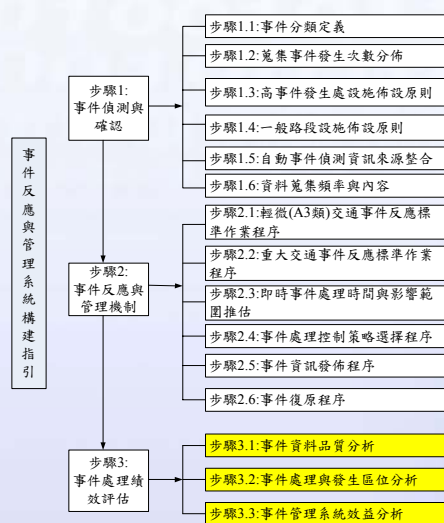 事
件
反
應
與
管
理
系
統
構
建
指
引
步驟1:
事件偵測與
確認
步驟1.1:事件分類定義
步驟1.2:蒐集事件發生次數分佈
步驟1.3:高事件發生處設施佈設原則
步驟1.4:一般路段設施佈設原則
步驟1.5:自動事件偵測資訊來源整合
步驟1.6:資料蒐集頻率與內容
步驟2:
事件反應與
管理機制
步驟2.1:輕微(A3類)交通事件反應標
準作業程序
步驟2.2:重大交通事件反應標準作業
程序
步驟2.3:即時事件處理時間與影響範
圍推估
步驟2.4:事件處理控制策略選擇程序
步驟2.5:事件資訊發佈程序
步驟2.6:事件復原程序
步驟3:
事件處理績
效評估
步驟3.1:事件資料品質分析
步驟3.2:事件處理與發生區位分析
步驟3.3:事件管理系統效益分析